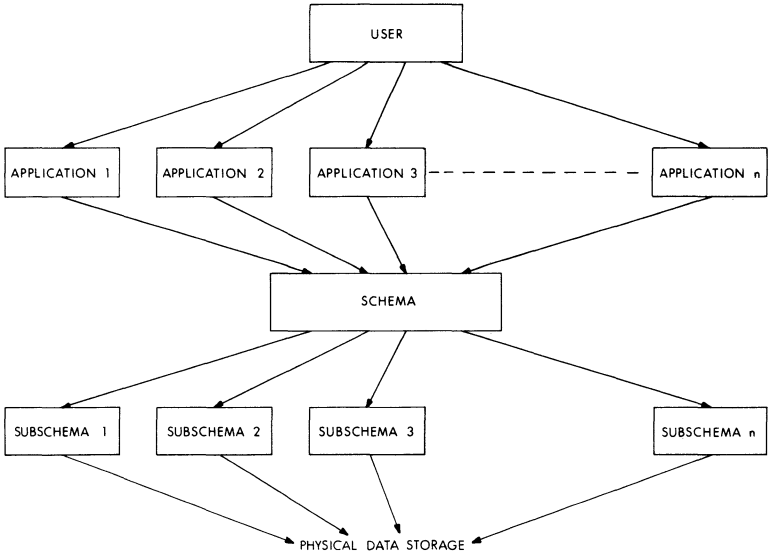 USER
APPLICATION 1
APPLICATION 2
APPLICATION 3
APPLICATION n
SCHEMA
SUBSCHEMA 1
SUBSCHEMA 2
SUBSCHEMA 3
SUBSCHEMA n
PHYSICAL DATA STORAGE